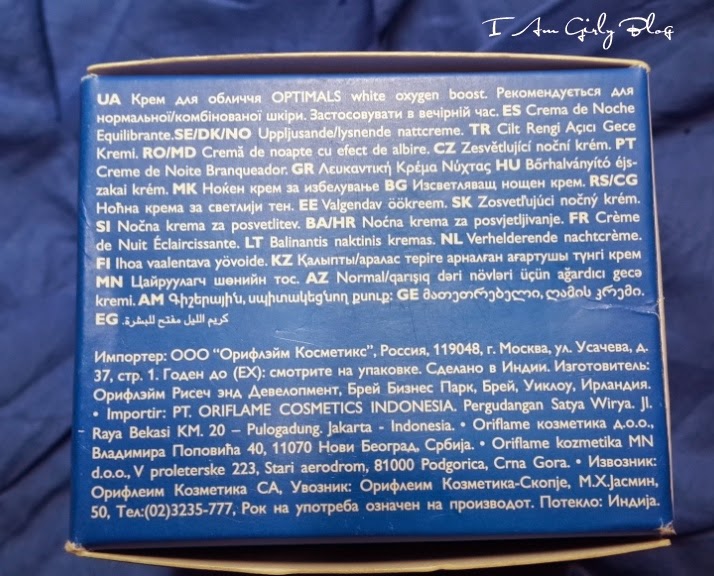 I Am Girly Blog
UA Крем для обличчя OPTIMALS white oxygen boost. Рекомендується для
нормальної/комбінованої шкіри. Застосовувати в вечірній час. ES Crema de Noche
Equilibrante.SE/DK/NO Uppljusande/lysnende nattcreme. TR Cilt Rengi Açıcı Gece
Kremi. RO/MD Cremă de noapte cu efect de albire. CZ Zesvětlující noční krém. PT
Creme de Noite Branqueador. GR Λευκαντική Κρέμα Νύχτας HU Bőrhalványító éjs-
zakai krém. MK Ноќен крем за избелување BG Изсветляващ нощен крем. RS/CG
Ноћна крема за светлији тен. EE Valgendav öökreem. SK Zosvetľujúci nočný krém.
SI Nočna krema za posvetlitev. BA/HR Noćna krema za posvjetljivanje. FR Crème
de Nuit Éclaircissante. LT Balinantis naktinis kremas. NL Verhelderende nachtcrème.
FI Ihoa vaalentava yövoide. KZ Қалыпты/аралас теріге арналған ағартушы түнгі крем
MN Цайруулагч шөнийн тос. AZ Normal/qarışıq dəri növləri üçün ağardıcı gecə
kremi. AM Գիշերային, սպիտակեցնող քսուք: GE მათეთრებელი, ღამის კრემი.
EG كريم الليل مفتح للبشرة.
Импортер: ООО "Орифлэйм Косметикс", Россия, 119048, г. Москва, ул. Усачева, д.
37, стр. 1. Годен до (EX): смотрите на упаковке. Сделано в Индии. Изготовитель:
Орифлэйм Рисеч энд Девелопмент, Брей Бизнес Парк, Брей, Уиклоу, Ирландия.
• Importir: PT. ORIFLAME COSMETICS INDONESIA. Pergudangan Satya Wirya. Jl.
Raya Bekasi KM. 20 – Pulogadung. Jakarta - Indonesia. • Oriflame козметика д.о.о.,
Владимира Поповића 40, 11070 Нови Београд, Србија. • Oriflame kozmetika MN
d.o.o., V proleterske 223, Stari aerodrom, 81000 Podgorica, Crna Gora. • Извозник:
Орифлеим Козметика СА, Увозник: Орифлеим Козметика-Скопје, М.Х.Јасмин,
50, Тел:(02)3235-777, Рок на употреба означен на производот. Потекло: Индија.